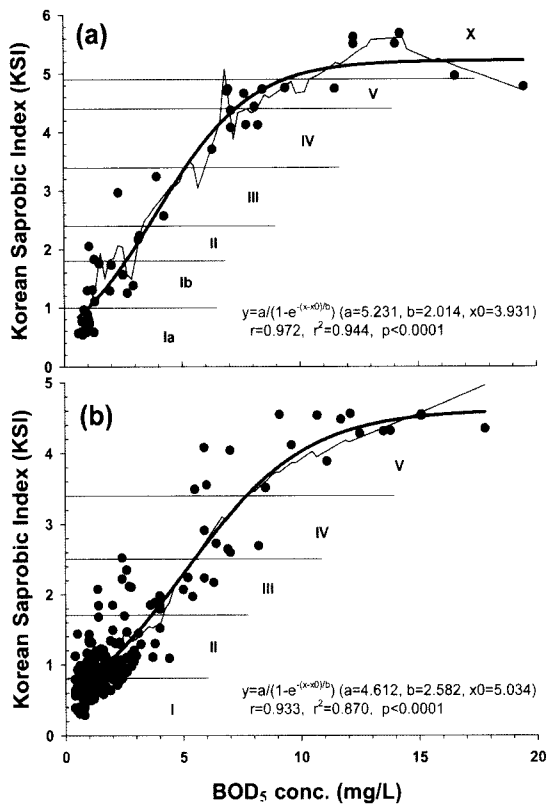 (a)
Korean Saprobic Index (KSI)
6
5
4
3
2
1
0
X
V
IV
III
II
Ib
Ia
y=a/(1-e^-(x-x0)/b) (a=5.231, b=2.014, x0=3.931)
r=0.972, r²=0.944, p<0.0001
(b)
Korean Saprobic Index (KSI)
5
4
3
2
1
0
V
IV
III
II
I
y=a/(1-e^-(x-x0)/b) (a=4.612, b=2.582, x0=5.034)
r=0.933, r²=0.870, p<0.0001
0 5 10 15 20
BOD₅ conc. (mg/L)